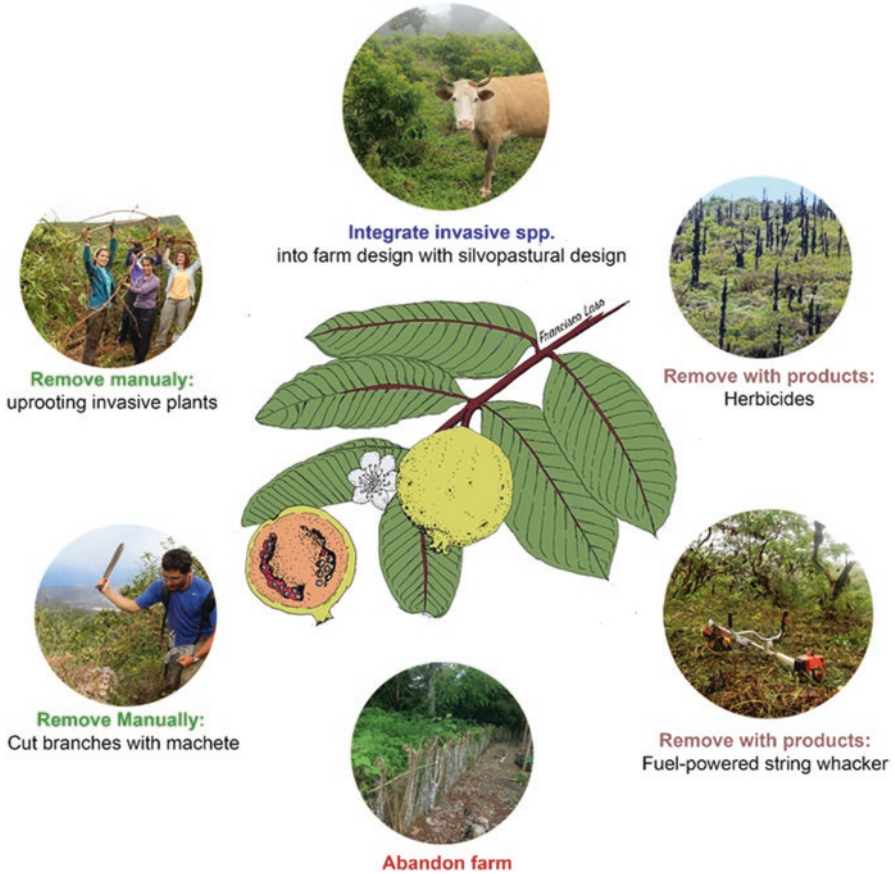 Integrate invasive spp.
into farm design with silvopastural design
Remove manualy:
uprooting invasive plants
Remove with products:
Herbicides
Francisco Laso
Remove Manually:
Cut branches with machete
Remove with products:
Fuel-powered string whacker
Abandon farm